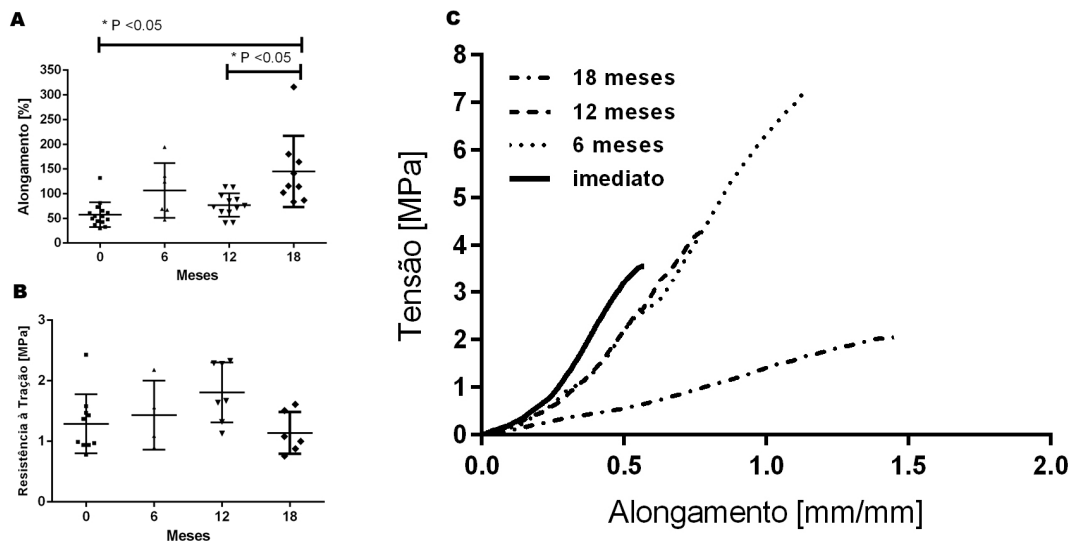 A
* P <0.05
* P <0.05
Alongamento [%]
350
300
250
200
150
100
50
0
0 6 12 18
Meses
B
Resistência à Tração [MPa]
3
2
1
0
0 6 12 18
Meses
C
Tensão [MPa]
8
7
6
5
4
3
2
1
0
18 meses
12 meses
6 meses
imediato
0.0 0.5 1.0 1.5 2.0
Alongamento [mm/mm]